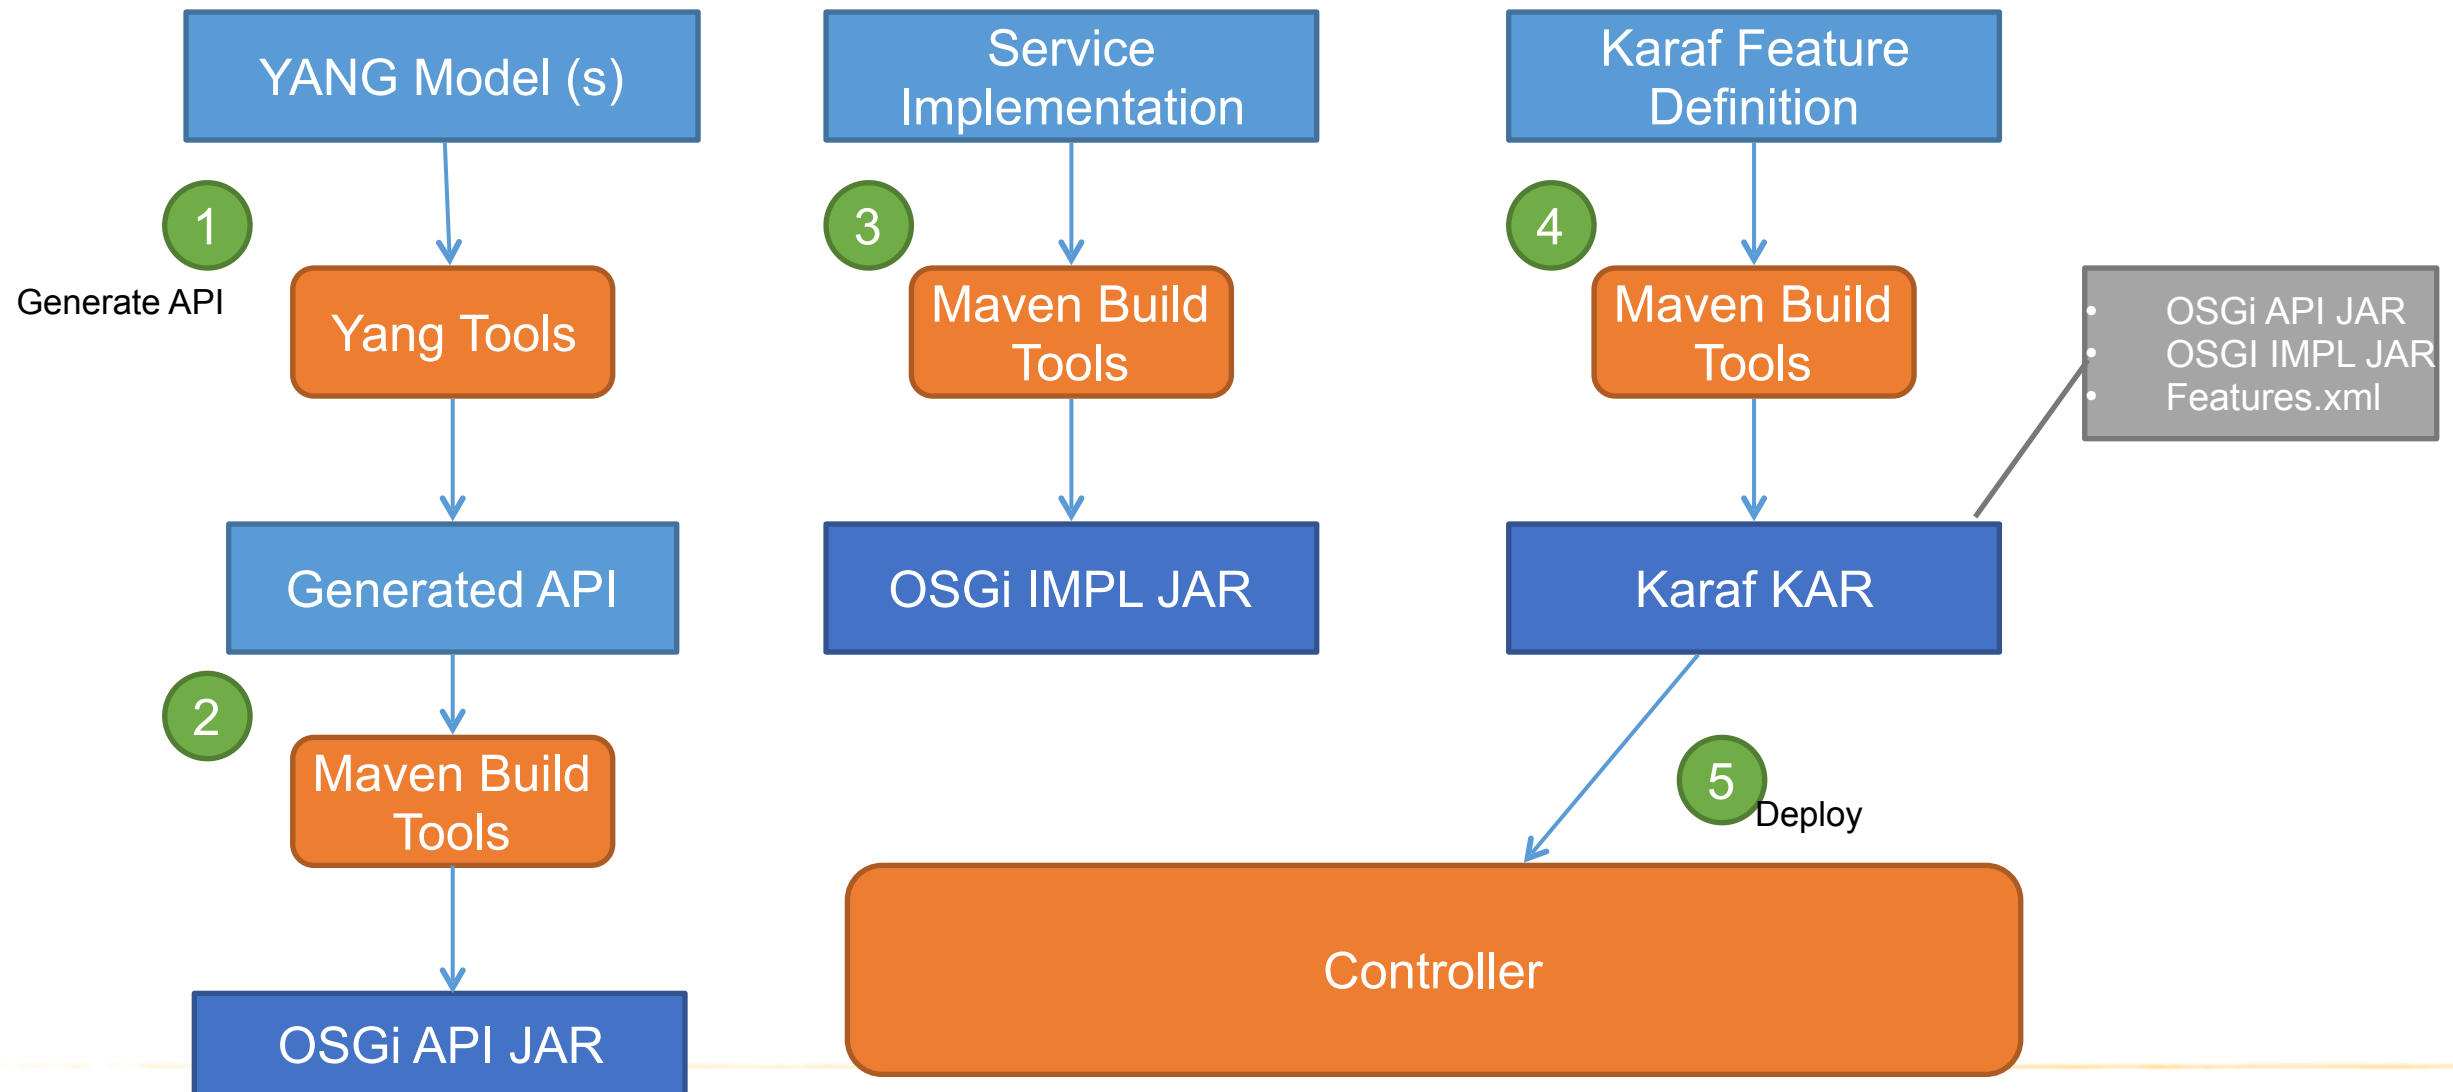 YANG Model (s)
Service
Implementation
Karaf Feature
Definition
1
Generate API
Yang Tools
3
Maven Build
Tools
4
Maven Build
Tools
• OSGi API JAR
• OSGI IMPL JAR
• Features.xml
Generated API
OSGi IMPL JAR
Karaf KAR
2
Maven Build
Tools
5
Deploy
Controller
OSGi API JAR